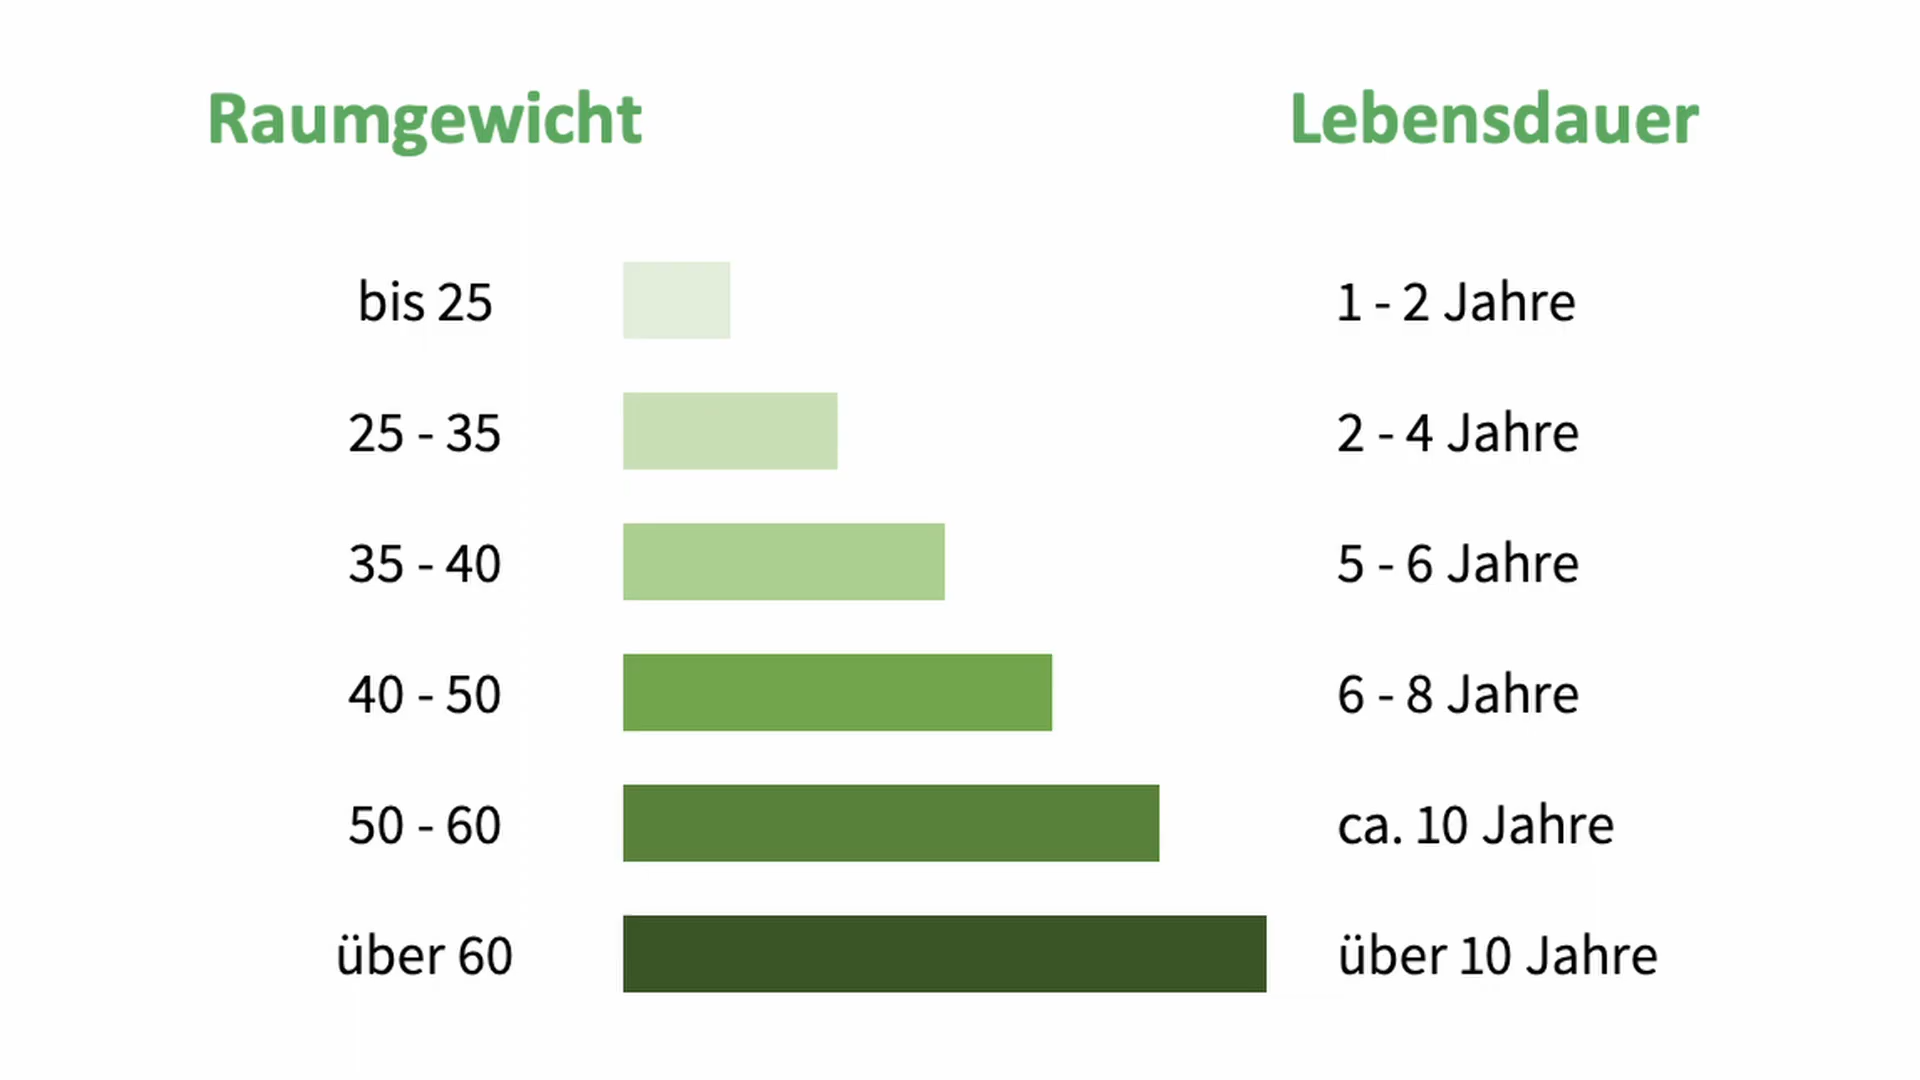 Raumgewicht Lebensdauer
bis 25 1 - 2 Jahre
25 - 35 2 - 4 Jahre
35 - 40 5 - 6 Jahre
40 - 50 6 - 8 Jahre
50 - 60 ca. 10 Jahre
über 60 über 10 Jahre